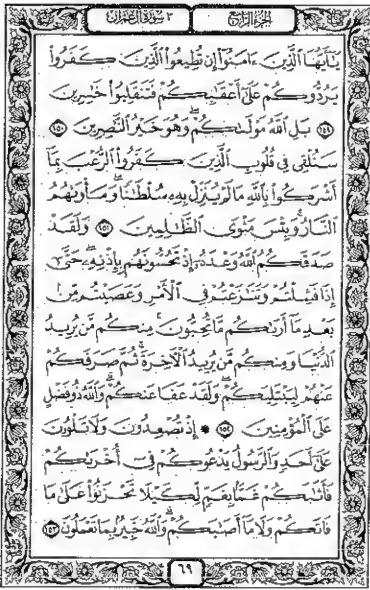 الجزء الرابع
٣ سورة آل عمران
يَٰٓأَيُّهَا ٱلَّذِينَ ءَامَنُوٓا۟ إِن تُطِيعُوا۟ ٱلَّذِينَ كَفَرُوا۟
يَرُدُّوكُمْ عَلَىٰٓ أَعْقَٰبِكُمْ فَتَنقَلِبُوا۟ خَٰسِرِينَ
١٤٩ بَلِ ٱللَّهُ مَوْلَىٰكُمْ ۖ وَهُوَ خَيْرُ ٱلنَّٰصِرِينَ ١٥٠
سَنُلْقِى فِى قُلُوبِ ٱلَّذِينَ كَفَرُوا۟ ٱلرُّعْبَ بِمَآ
أَشْرَكُوا۟ بِٱللَّهِ مَا لَمْ يُنَزِّلْ بِهِۦ سُلْطَٰنًا ۖ وَمَأْوَىٰهُمُ
ٱلنَّارُ ۚ وَبِئْسَ مَثْوَى ٱلظَّٰلِمِينَ ١٥١ وَلَقَدْ
صَدَقَكُمُ ٱللَّهُ وَعْدَهُۥٓ إِذْ تَحُسُّونَهُم بِإِذْنِهِۦ ۖ حَتَّىٰٓ
إِذَا فَشِلْتُمْ وَتَنَٰزَعْتُمْ فِى ٱلْأَمْرِ وَعَصَيْتُم مِّنۢ
بَعْدِ مَآ أَرَىٰكُم مَّا تُحِبُّونَ ۚ مِنكُم مَّن يُرِيدُ
ٱلدُّنْيَا وَمِنكُم مَّن يُرِيدُ ٱلْءَاخِرَةَ ۚ ثُمَّ صَرَفَكُمْ
عَنْهُمْ لِيَبْتَلِيَكُمْ ۖ وَلَقَدْ عَفَا عَنكُمْ ۗ وَٱللَّهُ ذُو فَضْلٍ
عَلَى ٱلْمُؤْمِنِينَ ١٥٢ ۞ إِذْ تُصْعِدُونَ وَلَا تَلْوُۥنَ
عَلَىٰٓ أَحَدٍ وَٱلرَّسُولُ يَدْعُوكُمْ فِىٓ أُخْرَىٰكُمْ
فَأَثَٰبَكُمْ غَمًّۢا بِغَمٍّ لِّكَيْلَا تَحْزَنُوا۟ عَلَىٰ مَا
فَاتَكُمْ وَلَا مَآ أَصَٰبَكُمْ ۗ وَٱللَّهُ خَبِيرٌۢ بِمَا تَعْمَلُونَ ١٥٣
٦٩